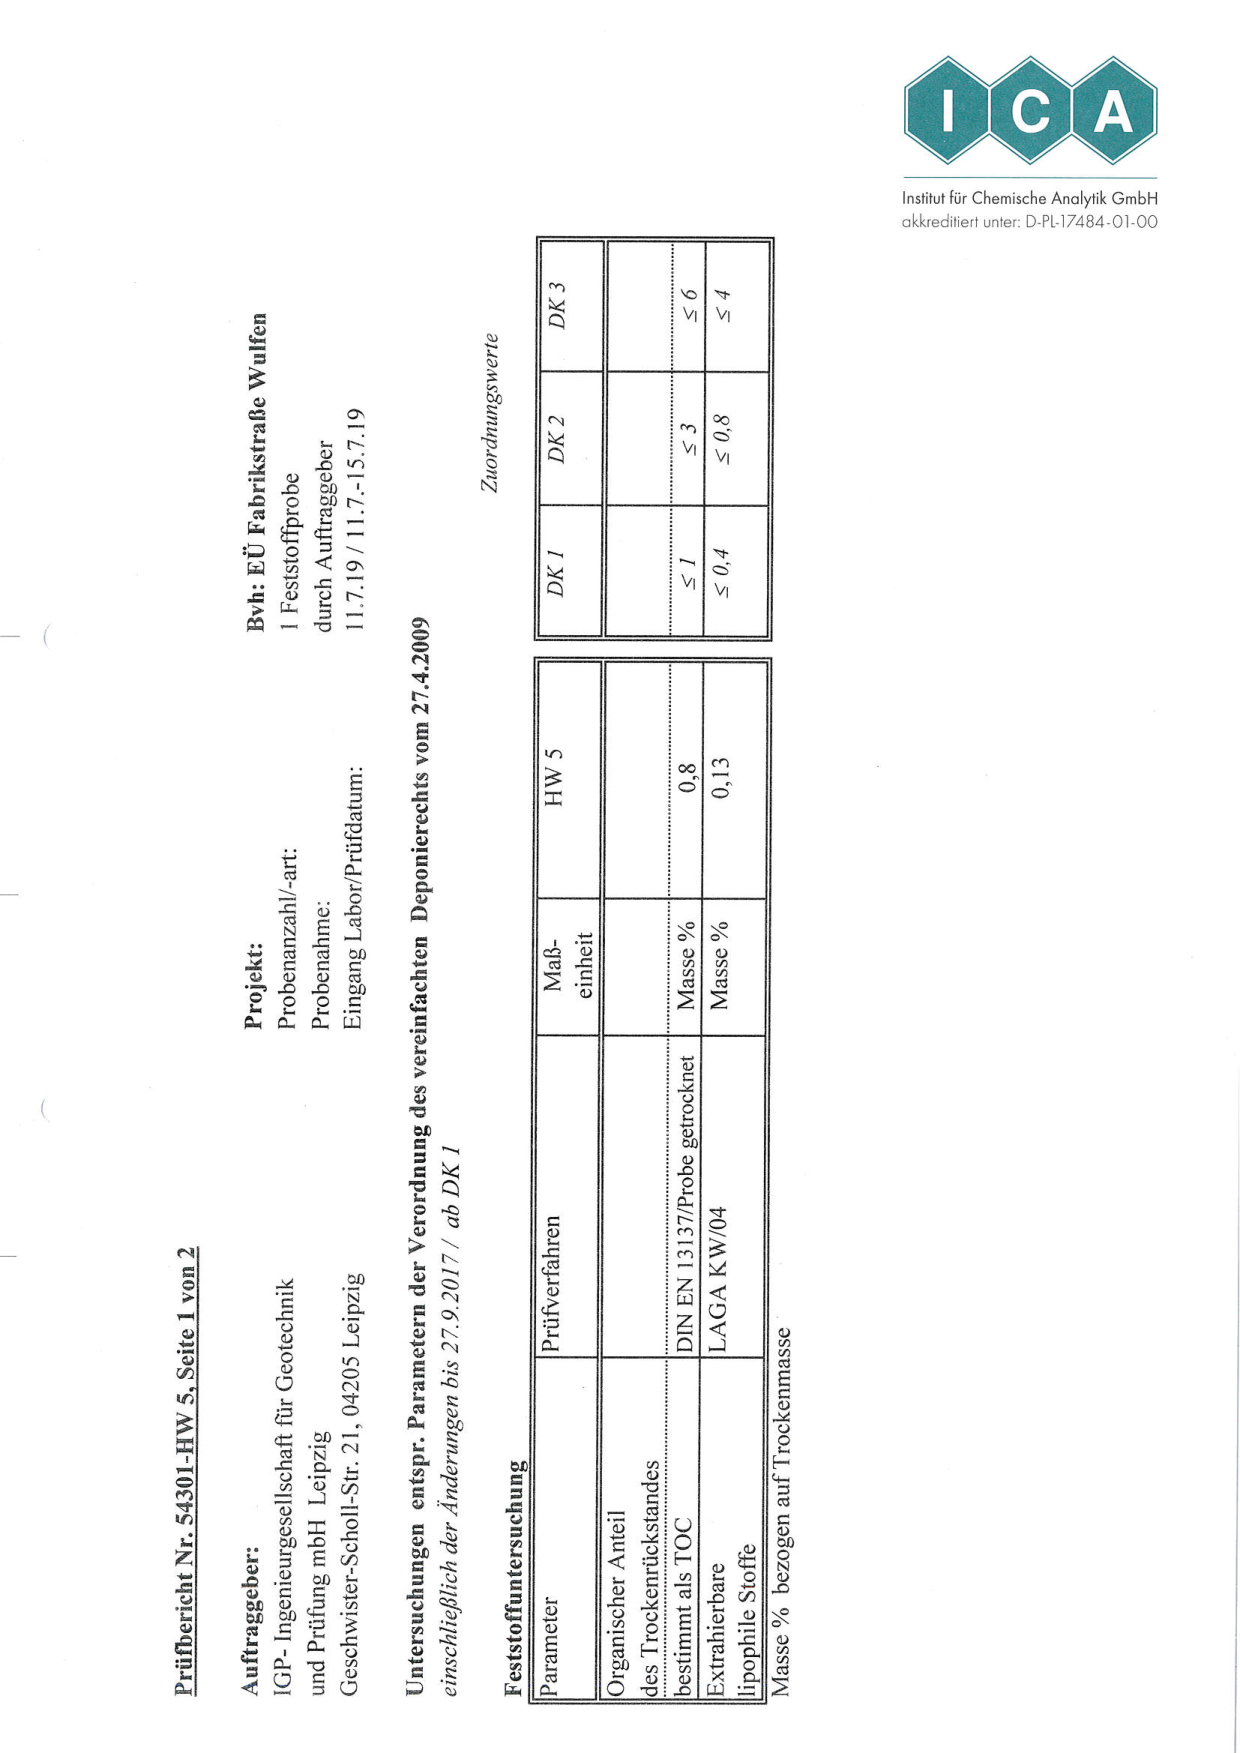 I C A
Institut für Chemische Analytik GmbH
akkreditiert unter: D-PL-17484-01-00
Prüfbericht Nr. 54301-HW 5, Seite 1 von 2
Auftraggeber:
IGP- Ingenieurgesellschaft für Geotechnik
und Prüfung mbH Leipzig
Geschwister-Scholl-Str. 21, 04205 Leipzig
Projekt: Bvh: EÜ Fabrikstraße Wulfen
Probenanzahl/-art: 1 Feststoffprobe
Probenahme: durch Auftraggeber
Eingang Labor/Prüfdatum: 11.7.19 / 11.7.-15.7.19
Untersuchungen entspr. Parametern der Verordnung des vereinfachten Deponierechts vom 27.4.2009
einschließlich der Änderungen bis 27.9.2017 / ab DK 1
Zuordnungswerte
Feststoffuntersuchung
Parameter Prüfverfahren Maß- HW 5 DK 1 DK 2 DK 3
einheit
Organischer Anteil
des Trockenrückstandes
bestimmt als TOC DIN EN 13137/Probe getrocknet Masse % 0,8 ≤ 1 ≤ 3 ≤ 6
Extrahierbare LAGA KW/04 Masse % 0,13 ≤ 0,4 ≤ 0,8 ≤ 4
lipophile Stoffe
Masse % bezogen auf Trockenmasse